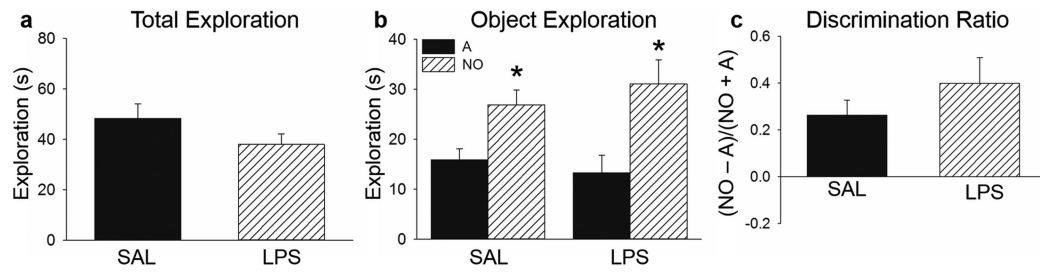 a Total Exploration
Exploration (s)
80
60
40
20
0
SAL LPS
b Object Exploration
A
NO
Exploration (s)
40
30
20
10
0
* *
SAL LPS
c Discrimination Ratio
(NO – A)/(NO + A)
0.6
0.4
0.2
0.0
-0.2
SAL LPS